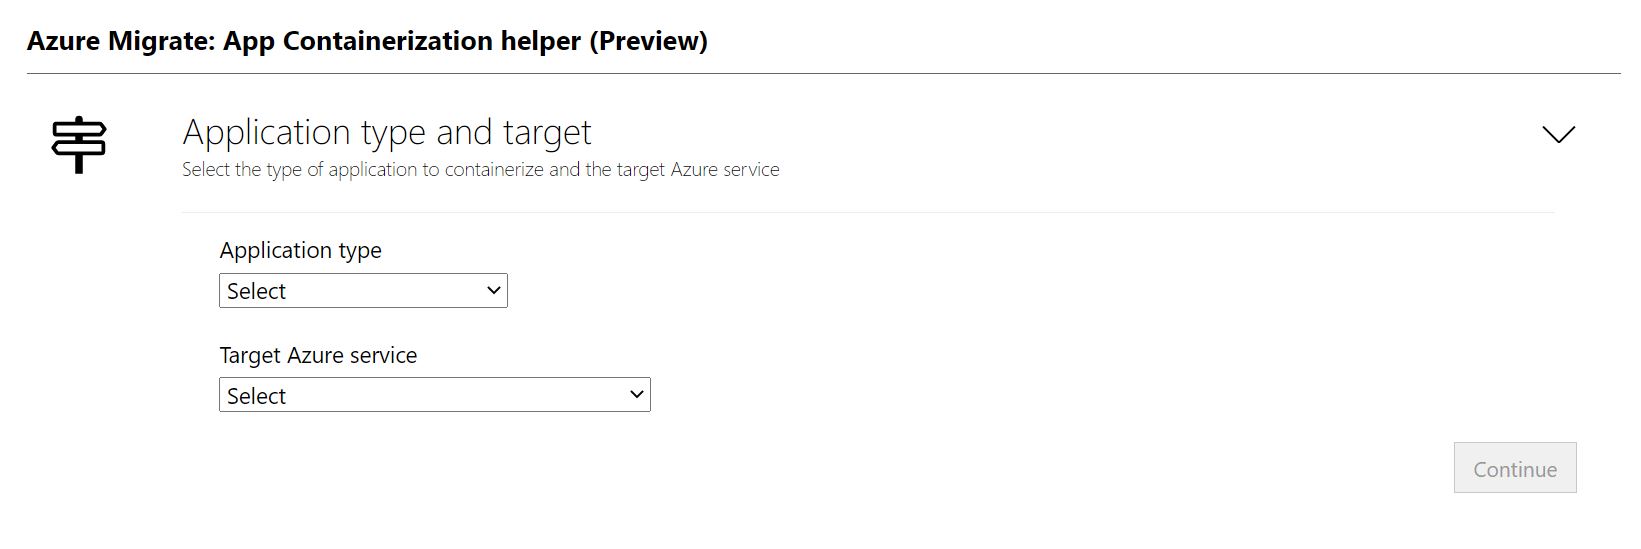 Azure Migrate: App Containerization helper (Preview)
Application type and target
Select the type of application to containerize and the target Azure service
Application type
Select
Target Azure service
Select
Continue